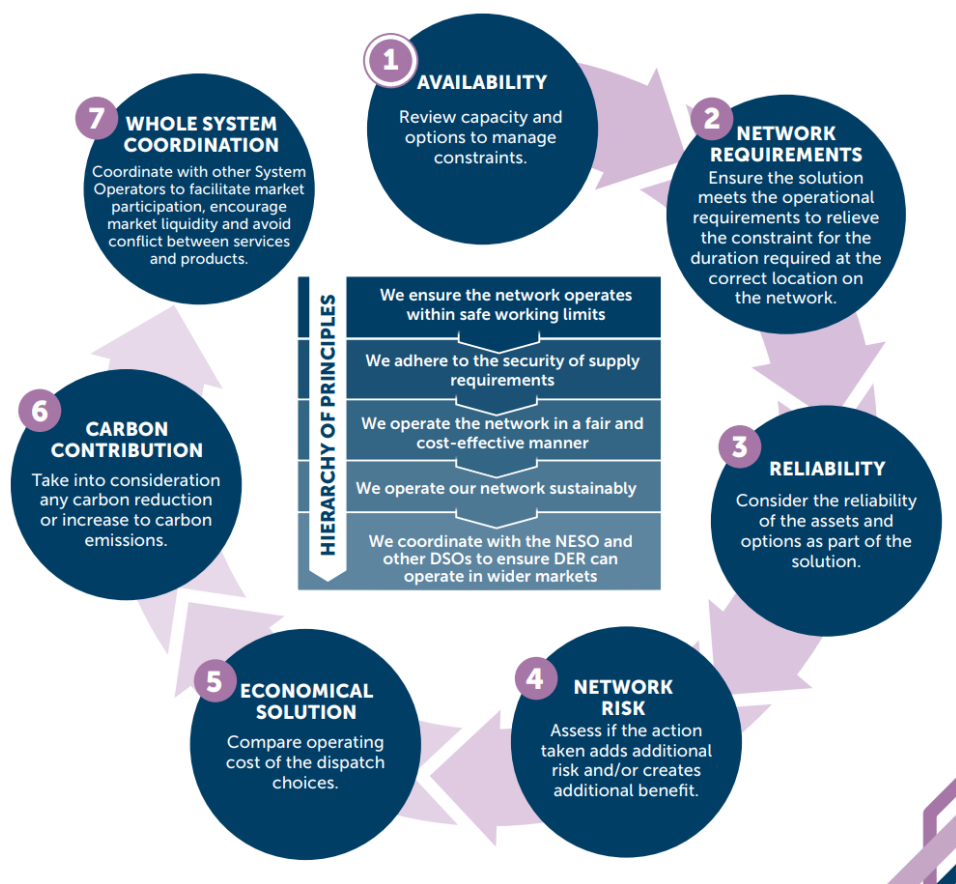 1
AVAILABILITY
Review capacity and
options to manage
constraints.
2
NETWORK
REQUIREMENTS
Ensure the solution
meets the operational
requirements to relieve
the constraint for the
duration required at the
correct location on
the network.
3
RELIABILITY
Consider the reliability
of the assets and
options as part of the
solution.
4
NETWORK
RISK
Assess if the action
taken adds additional
risk and/or creates
additional benefit.
5
ECONOMICAL
SOLUTION
Compare operating
cost of the dispatch
choices.
6
CARBON
CONTRIBUTION
Take into consideration
any carbon reduction
or increase to carbon
emissions.
7
WHOLE SYSTEM
COORDINATION
Coordinate with other System
Operators to facilitate market
participation, encourage
market liquidity and avoid
conflict between services
and products.
HIERARCHY OF PRINCIPLES
We ensure the network operates
within safe working limits
We adhere to the security of supply
requirements
We operate the network in a fair and
cost-effective manner
We operate our network sustainably
We coordinate with the NESO and
other DSOs to ensure DER can
operate in wider markets